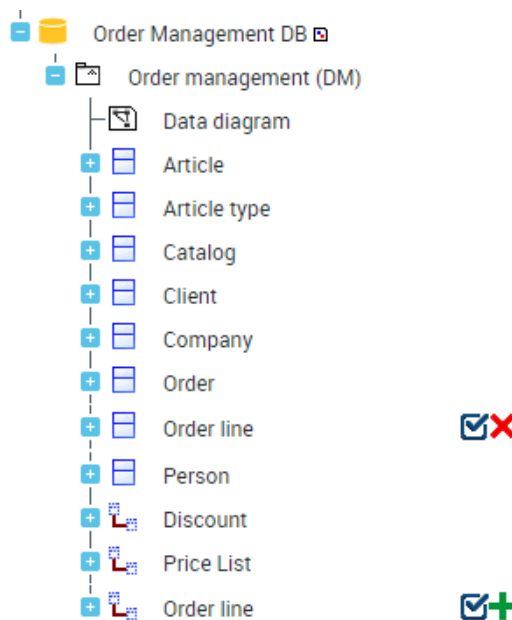 Order Management DB
Order management (DM)
Data diagram
Article
Article type
Catalog
Client
Company
Order
Order line
Person
Discount
Price List
Order line